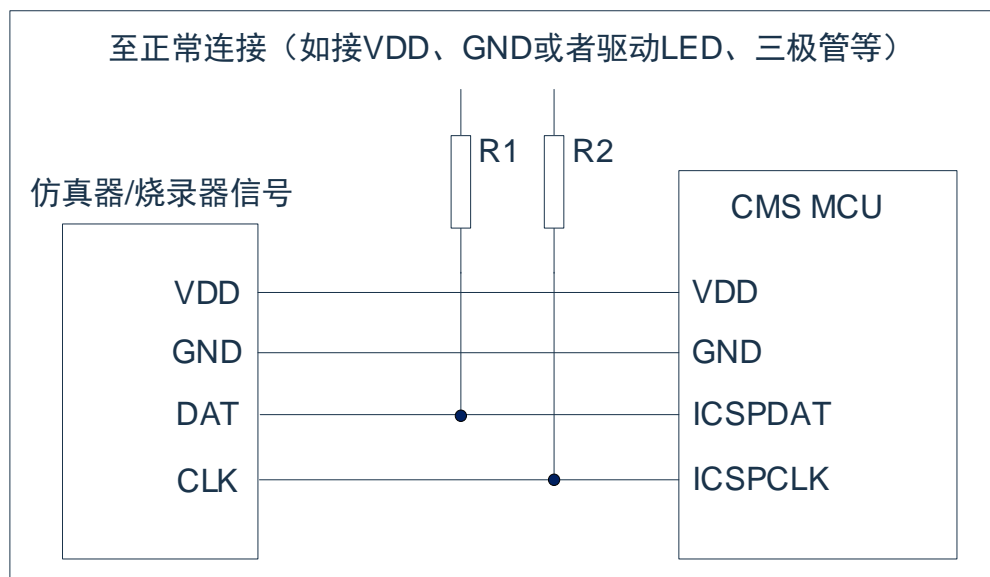 至正常连接（如接VDD、GND或者驱动LED、三极管等）
R1
R2
仿真器/烧录器信号
CMS MCU
VDD
VDD
GND
GND
DAT
ICSPDAT
CLK
ICSPCLK